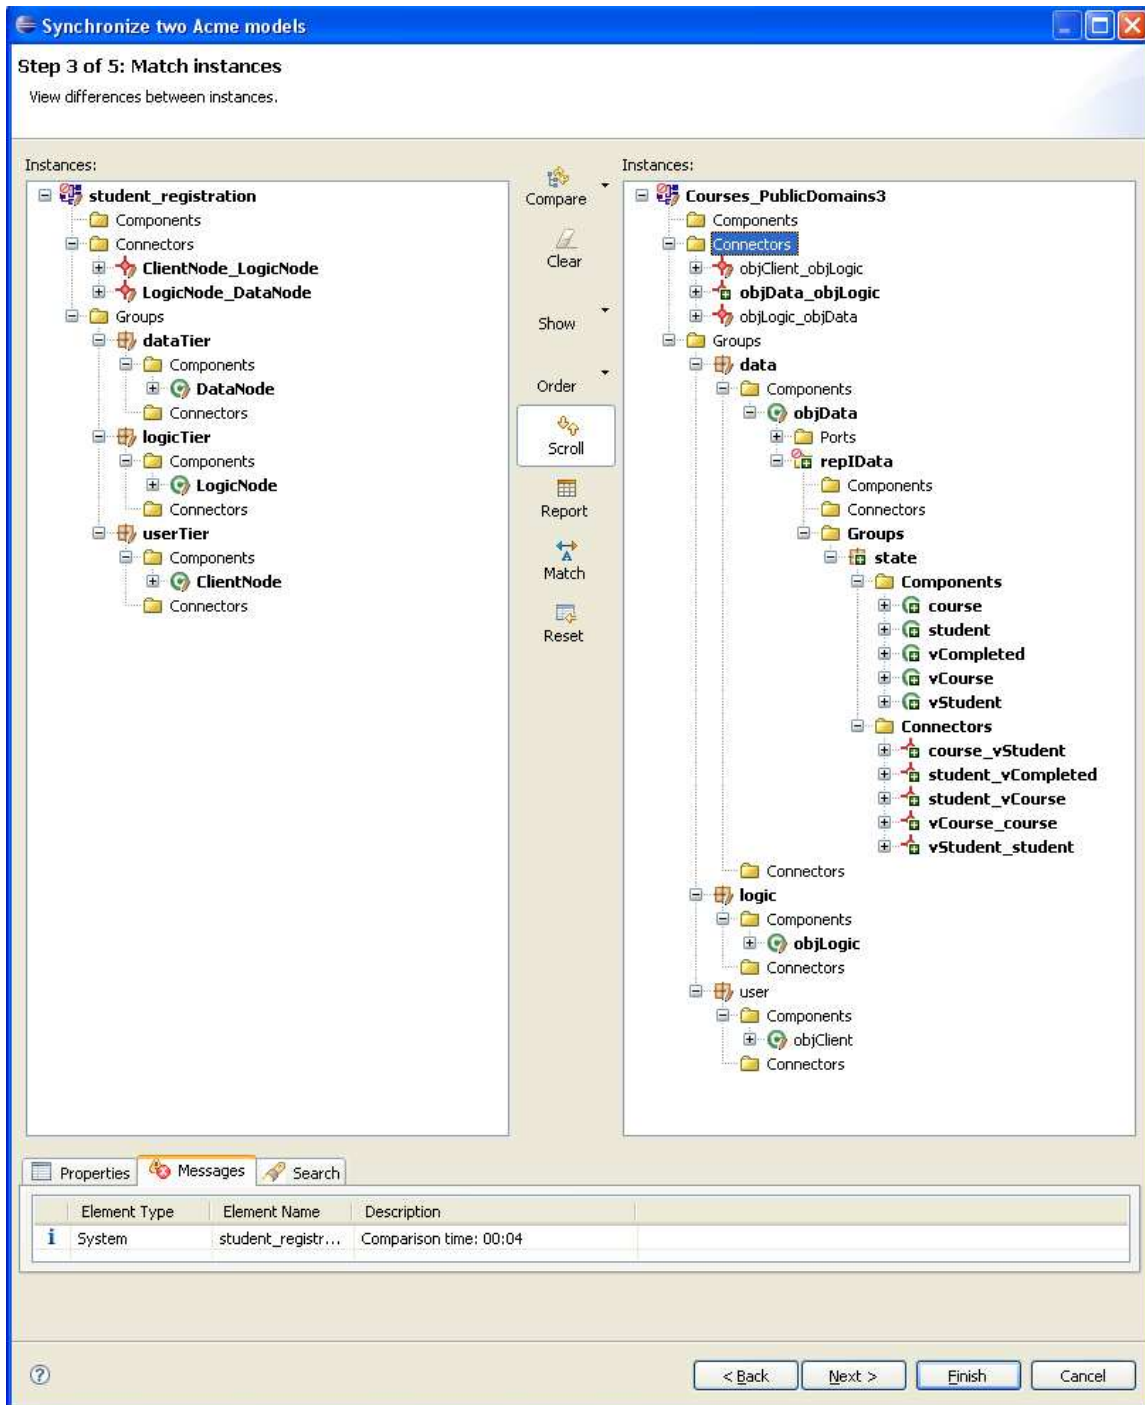 Synchronize two Acme models
Step 3 of 5: Match instances
View differences between instances.
Instances:
student_registration
Components
Connectors
ClientNode_LogicNode
LogicNode_DataNode
Groups
dataTier
Components
DataNode
Connectors
logicTier
Components
LogicNode
Connectors
userTier
Components
ClientNode
Connectors
Compare
Clear
Show
Order
Scroll
Report
Match
Reset
Instances:
Courses_PublicDomains3
Components
Connectors
objClient_objLogic
objData_objLogic
objLogic_objData
Groups
data
Components
objData
Ports
repIData
Components
Connectors
Groups
state
Components
course
student
vCompleted
vCourse
vStudent
Connectors
course_vStudent
student_vCompleted
student_vCourse
vCourse_course
vStudent_student
Connectors
logic
Components
objLogic
Connectors
user
Components
objClient
Connectors
Properties Messages Search
Element Type Element Name Description
i System student_registr... Comparison time: 00:04
? < Back Next > Finish Cancel